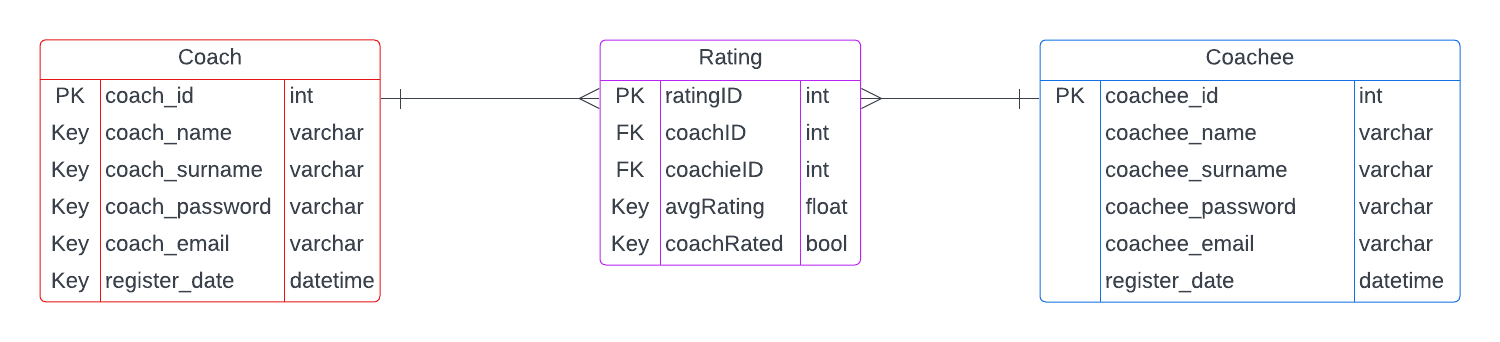 Coach
PK coach_id int
Key coach_name varchar
Key coach_surname varchar
Key coach_password varchar
Key coach_email varchar
Key register_date datetime
Rating
PK ratingID int
FK coachID int
FK coachieID int
Key avgRating float
Key coachRated bool
Coachee
PK coachee_id int
coachee_name varchar
coachee_surname varchar
coachee_password varchar
coachee_email varchar
register_date datetime